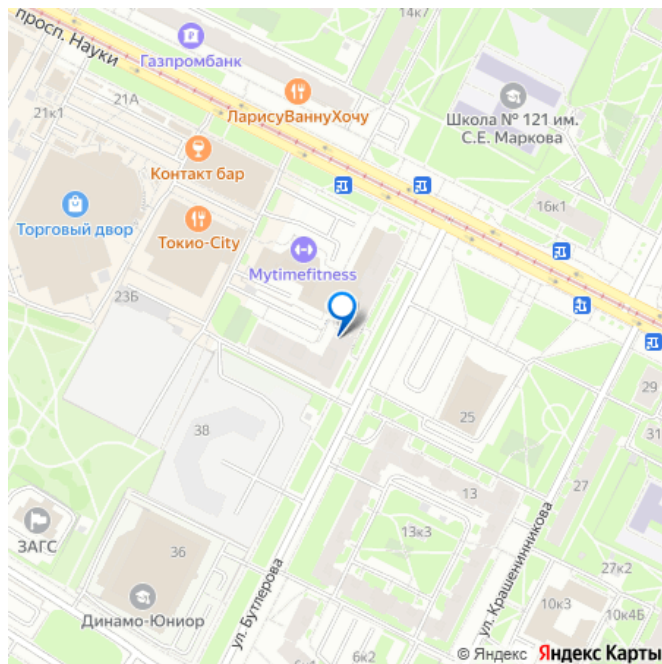 14к7
просп. Науки
Газпромбанк
21к1
21А
ЛарисуВаннуХочу
Школа № 121 им.
С.Е. Маркова
Контакт бар
16к1
Торговый двор
Токио-City
Mytimefitness
23Б
29
25
31
38
13
27
13к3
ул. Крашенинникова
ЗАГС
36
27к2
ул. Бутлерова
10к3
10к4Б
Динамо-Юниор
6к2
© Яндекс Яндекс Карты